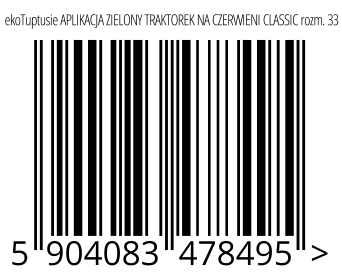 ekoTuptusie APLIKACJA ZIELONY TRAKTOREK NA CZERWIENI CLASSIC rozm. 33
5 904083 478495 >